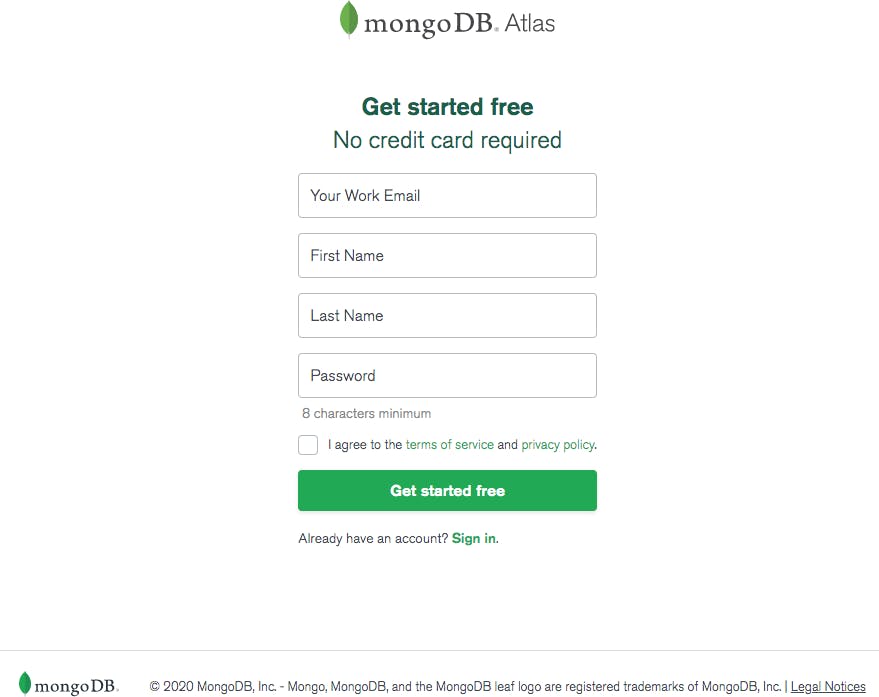 mongoDB® Atlas
Get started free
No credit card required
Your Work Email
First Name
Last Name
Password
8 characters minimum
I agree to the terms of service and privacy policy.
Get started free
Already have an account? Sign in.
mongoDB®
© 2020 MongoDB, Inc. - Mongo, MongoDB, and the MongoDB leaf logo are registered trademarks of MongoDB, Inc. | Legal Notices